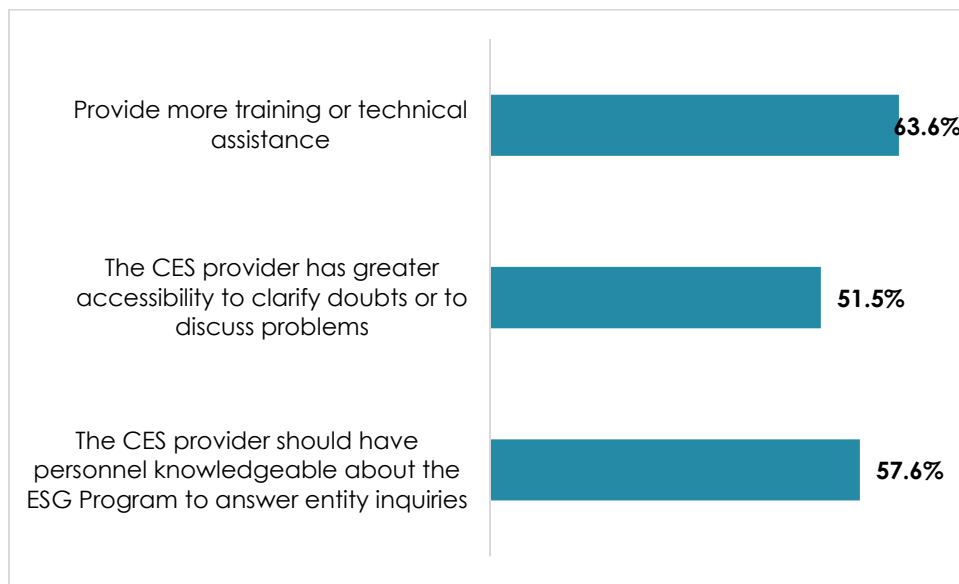 Provide more training or technical
assistance
63.6%
The CES provider has greater
accessibility to clarify doubts or to
discuss problems
51.5%
The CES provider should have
personnel knowledgeable about the
ESG Program to answer entity inquiries
57.6%